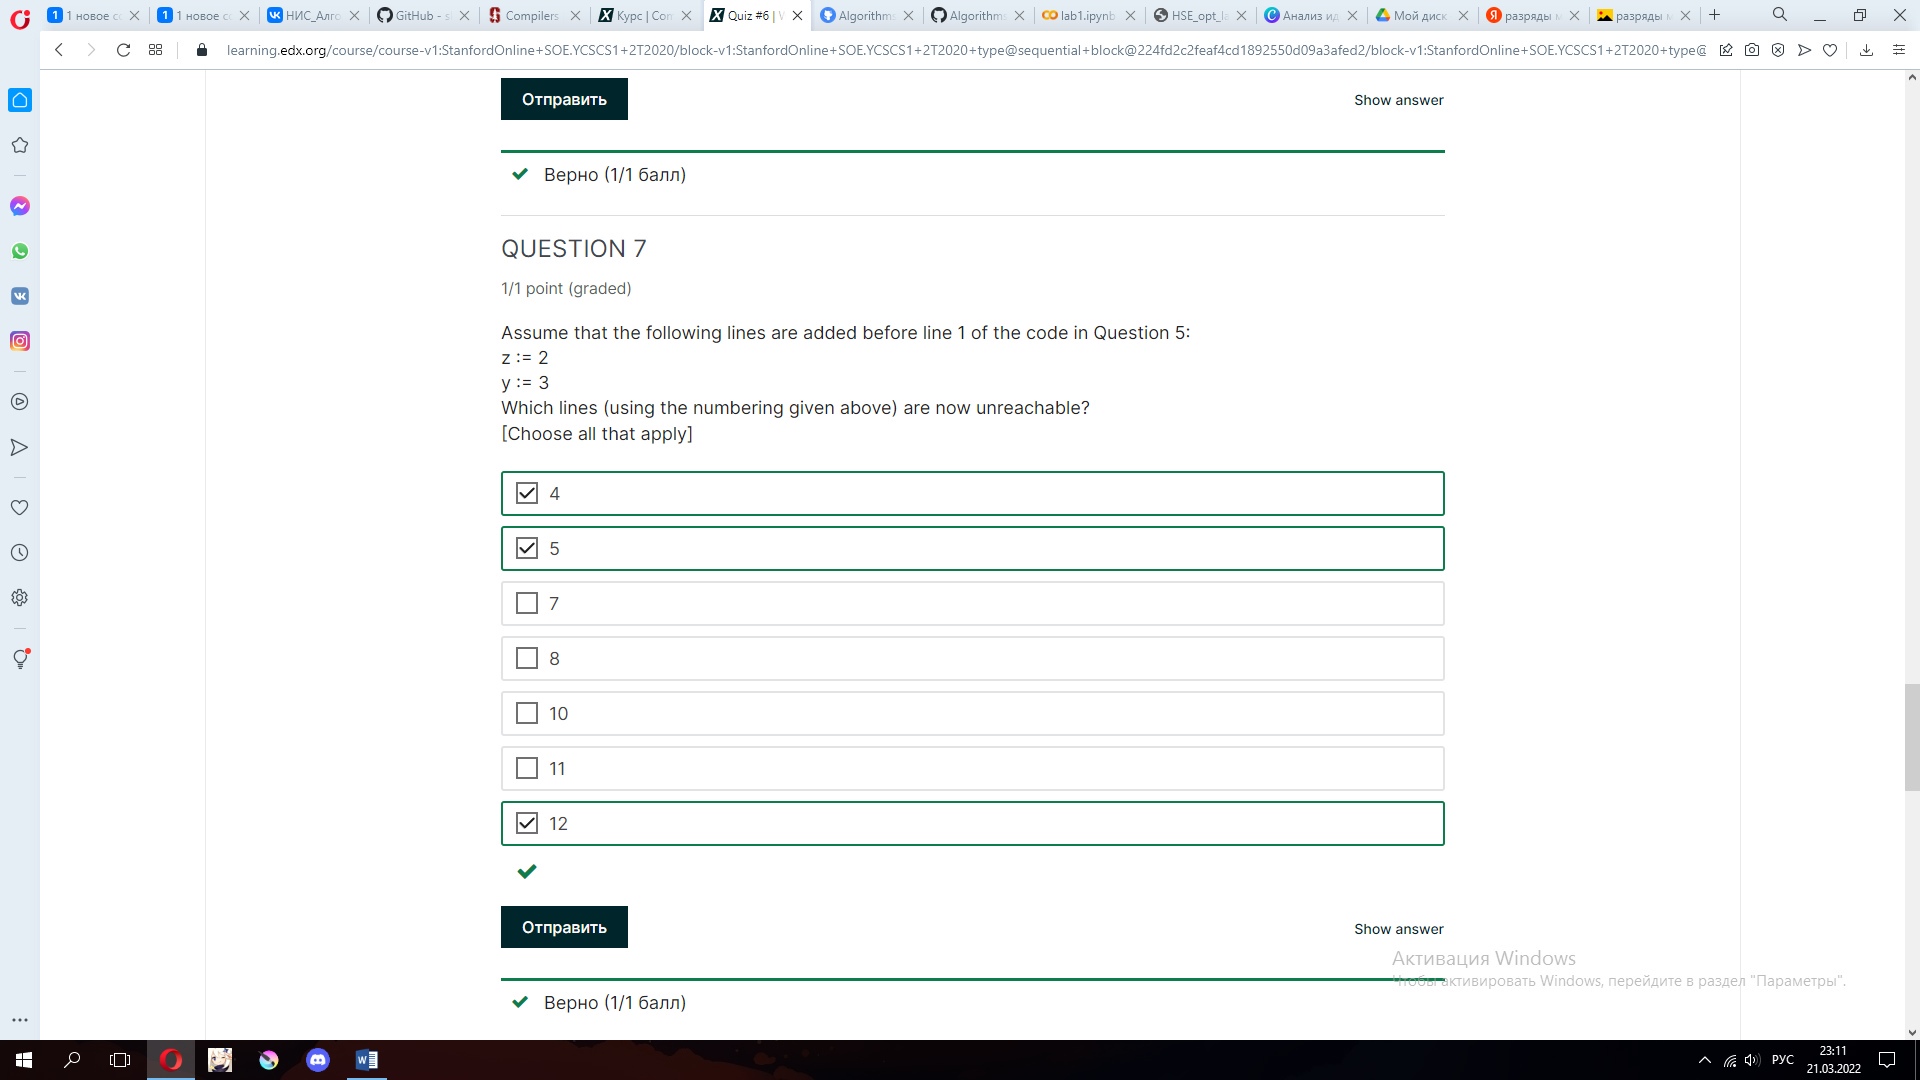 1 новое со
1 новое со
НИС_Алго
GitHub - s
Compilers
Курс | Com
Quiz #6 | W
Algorithms
Algorithms
lab1.ipynb
HSE_opt_la
Анализ ид
Мой диск
разряды м
разряды м
learning.edx.org/course/course-v1:StanfordOnline+SOE.YCSCS1+2T2020/block-v1:StanfordOnline+SOE.YCSCS1+2T2020+type@sequential+block@224fd2c2feaf4cd1892550d09a3afed2/block-v1:StanfordOnline+SOE.YCSCS1+2T2020+type@
Отправить
Show answer
Верно (1/1 балл)
QUESTION 7
1/1 point (graded)
Assume that the following lines are added before line 1 of the code in Question 5:
z := 2
y := 3
Which lines (using the numbering given above) are now unreachable?
[Choose all that apply]
4
5
7
8
10
11
12
Отправить
Show answer
Активация Windows
Чтобы активировать Windows, перейдите в раздел "Параметры".
Верно (1/1 балл)
РУС
23:11
21.03.2022